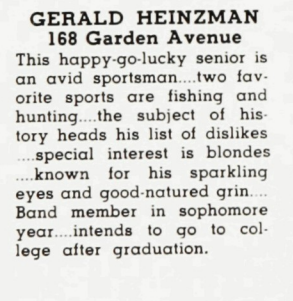 GERALD HEINZMAN
168 Garden Avenue
This happy-go-lucky senior is
an avid sportsman....two fav-
orite sports are fishing and
hunting....the subject of his-
tory heads his list of dislikes
....special interest is blondes
....known for his sparkling
eyes and good-natured grin....
Band member in sophomore
year....intends to go to col-
lege after graduation.